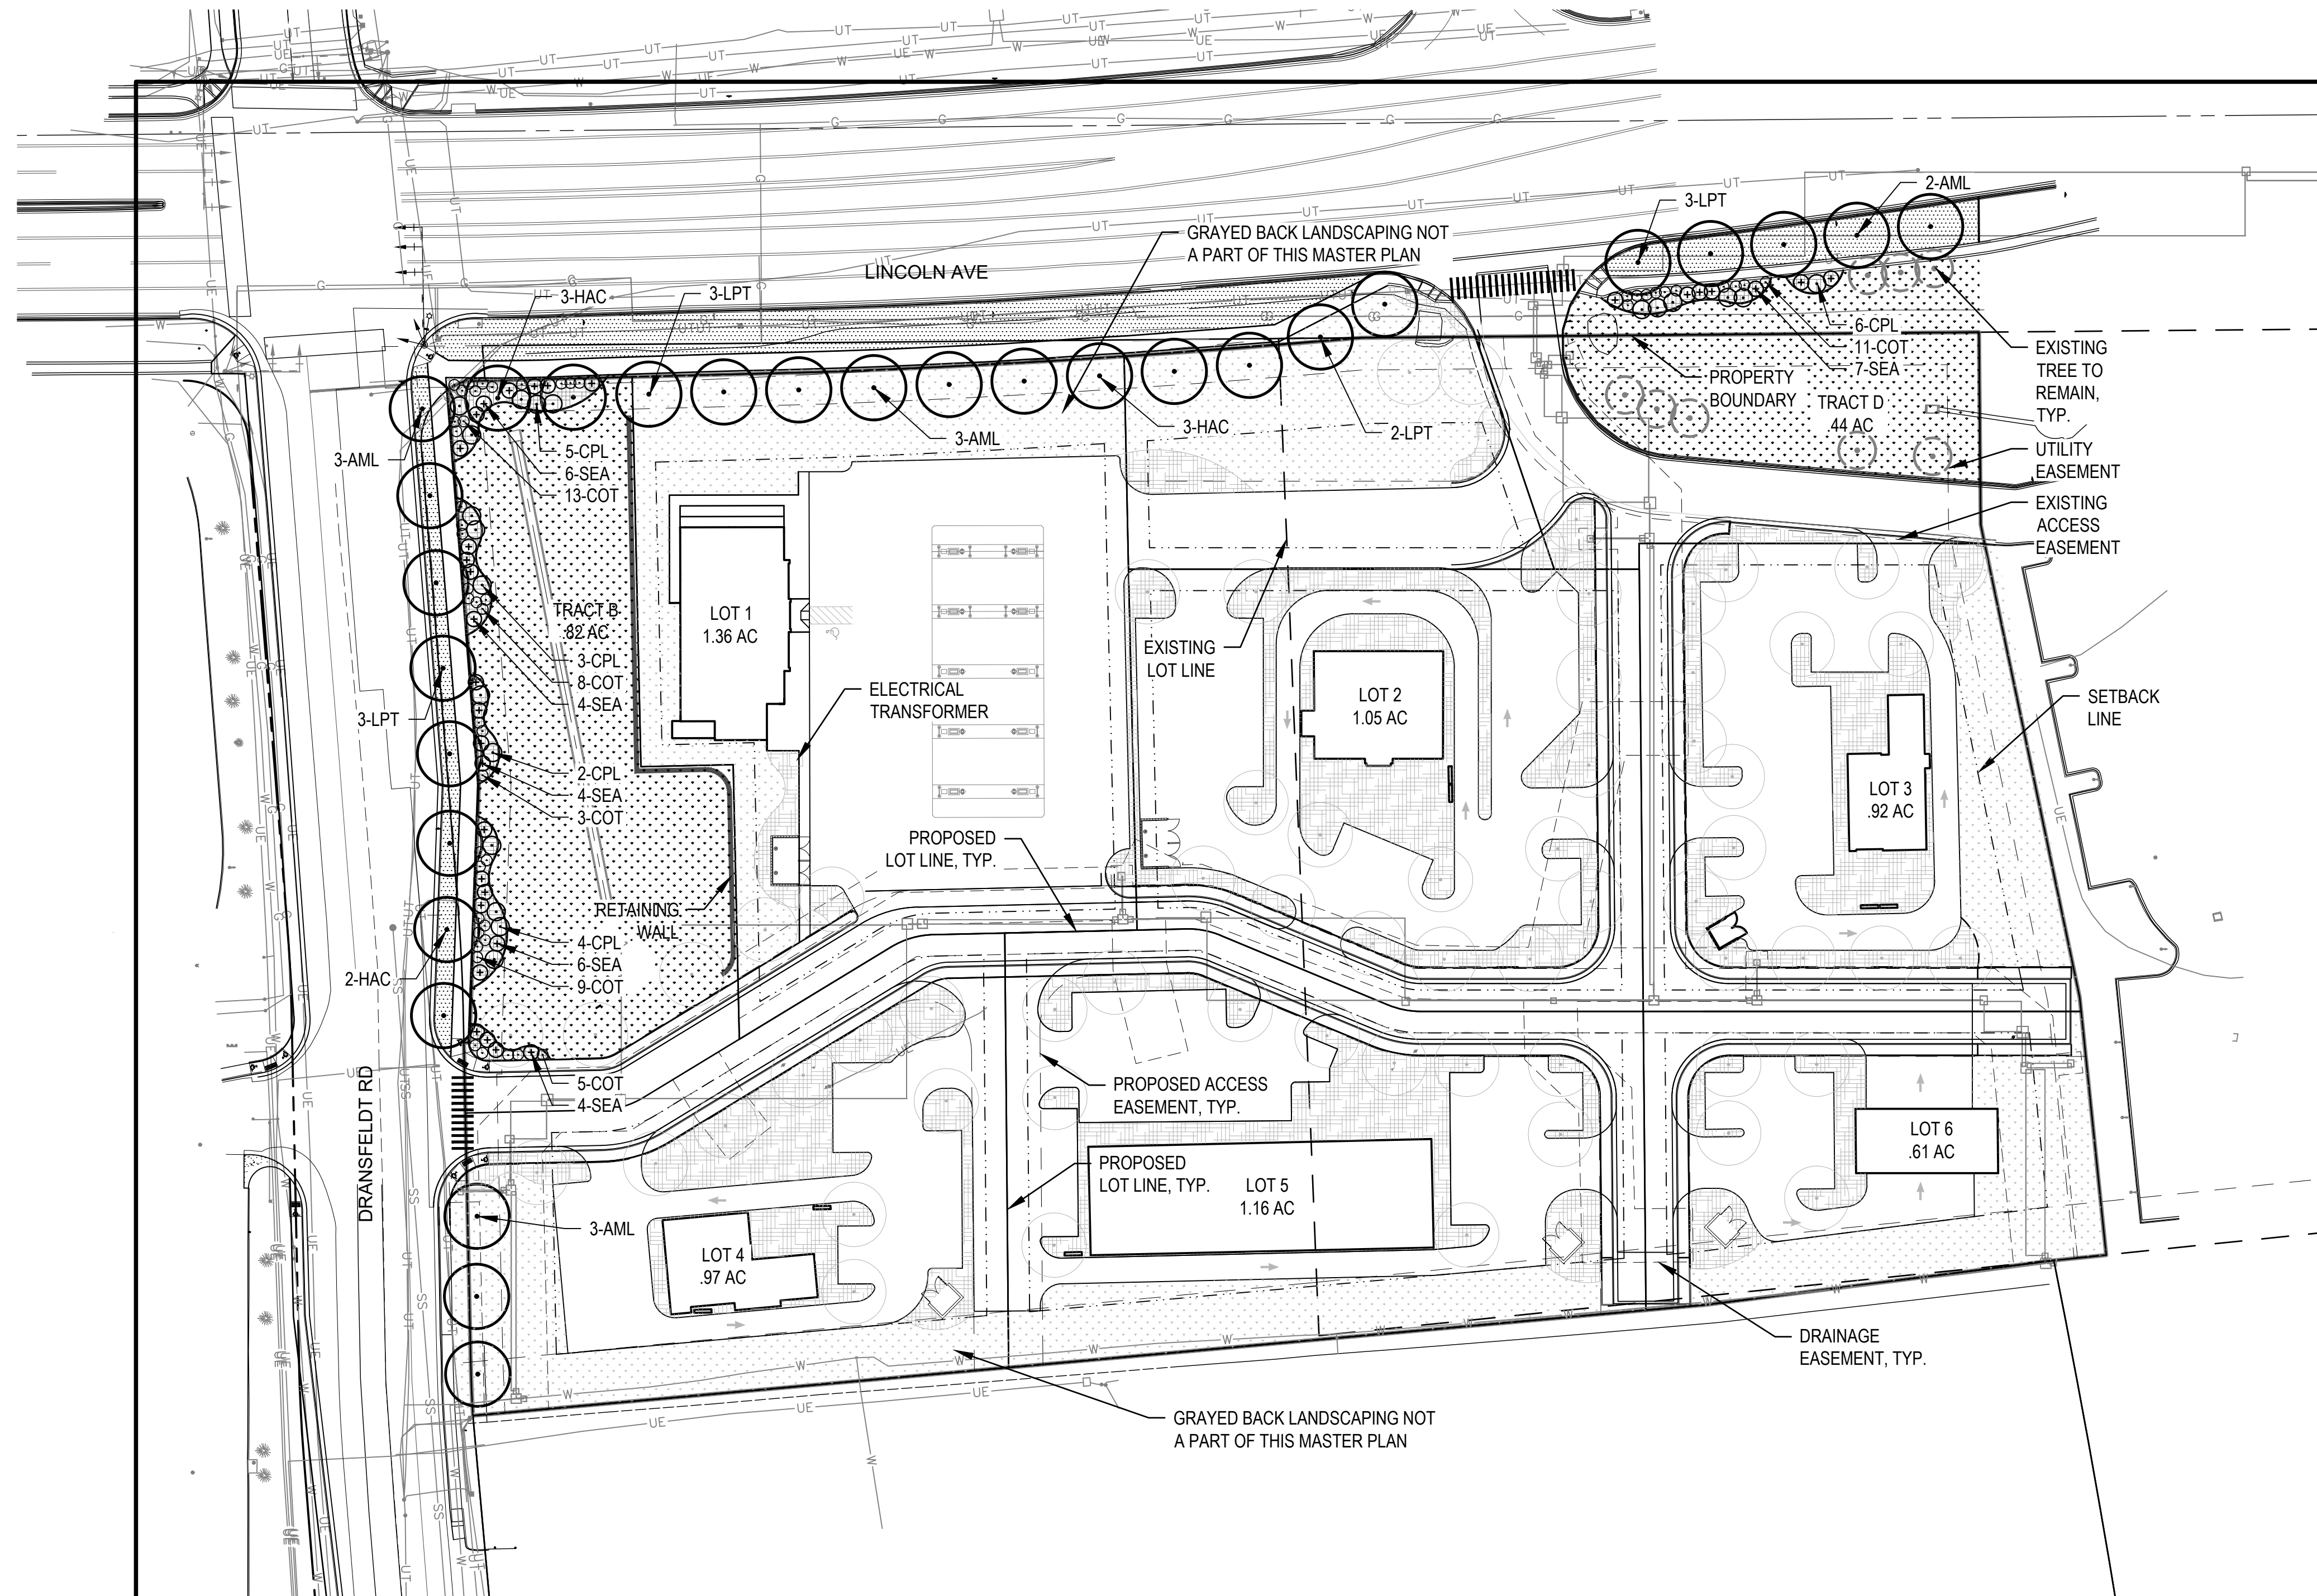 2-AML
3-LPT
GRAYED BACK LANDSCAPING NOT
A PART OF THIS MASTER PLAN
LINCOLN AVE
3-HAC
3-LPT
6-CPL
11-COT
7-SEA
EXISTING
TREE TO
REMAIN,
TYP.
PROPERTY
BOUNDARY
TRACT D
.44 AC
3-AML
3-HAC
2-LPT
3-AML
5-CPL
6-SEA
13-COT
UTILITY
EASEMENT
EXISTING
ACCESS
EASEMENT
TRACT B
.82 AC
LOT 1
1.36 AC
3-CPL
8-COT
4-SEA
EXISTING
LOT LINE
ELECTRICAL
TRANSFORMER
LOT 2
1.05 AC
SETBACK
LINE
3-LPT
2-CPL
4-SEA
3-COT
LOT 3
.92 AC
PROPOSED
LOT LINE, TYP.
RETAINING
WALL
4-CPL
6-SEA
9-COT
2-HAC
5-COT
4-SEA
PROPOSED ACCESS
EASEMENT, TYP.
DRANSFELDT RD
PROPOSED
LOT LINE, TYP.
LOT 5
1.16 AC
LOT 6
.61 AC
3-AML
LOT 4
.97 AC
DRAINAGE
EASEMENT, TYP.
GRAYED BACK LANDSCAPING NOT
A PART OF THIS MASTER PLAN